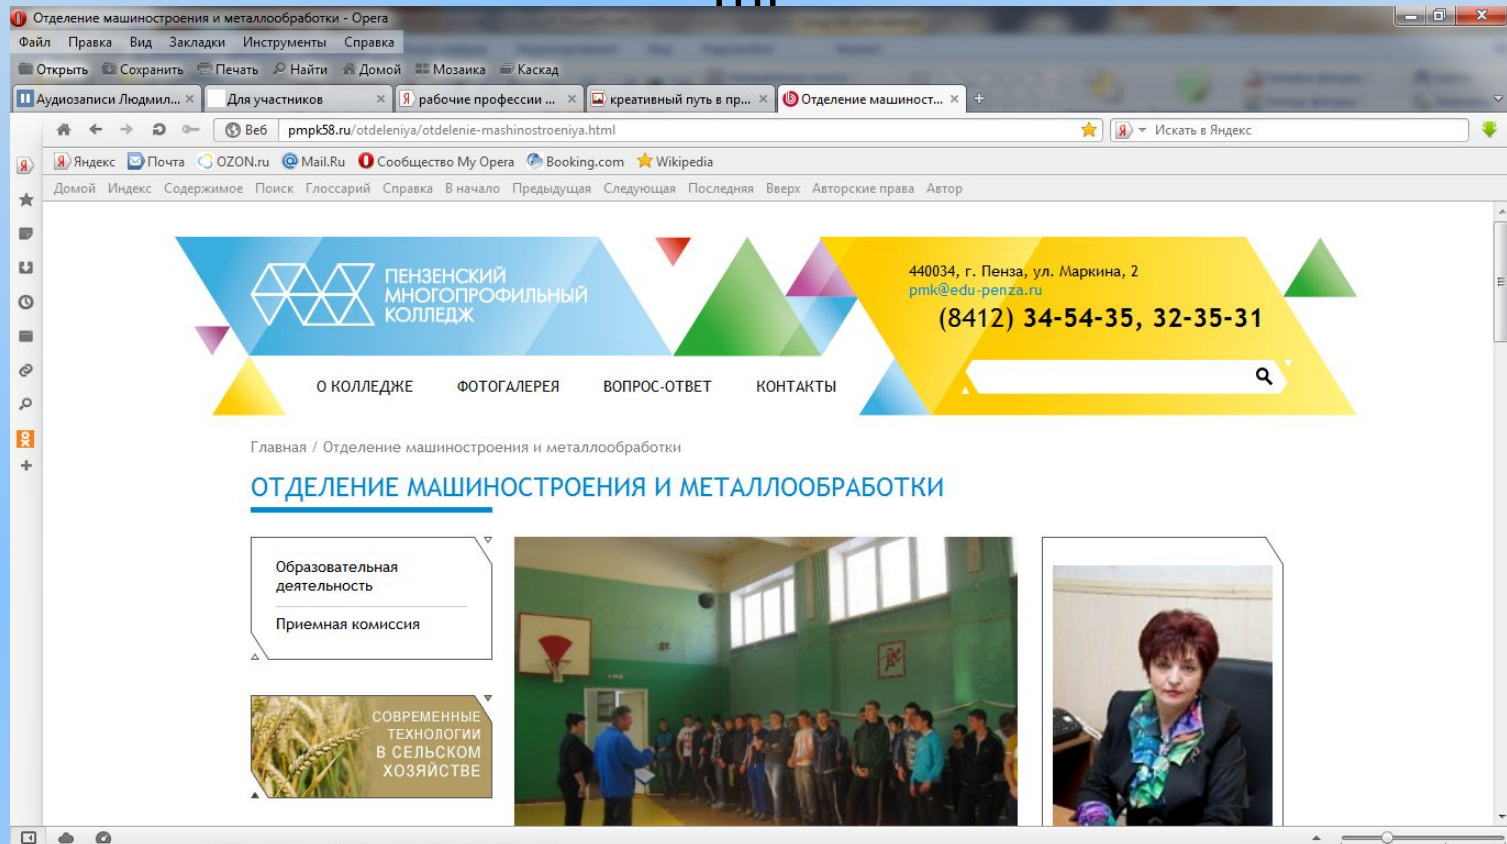 Отделение машиностроения и металлообработки - Opera
Файл Правка Вид Закладки Инструменты Справка
Открыть Сохранить Печать Найти Домой Мозаика Каскад
Аудиозаписи Людмил... Для участников рабочие профессии ... креативный путь в пр... Отделение машиност...
Веб pmpk58.ru/otdeleniya/otdelenie-mashinostroeniya.html Искать в Яндекс
Яндекс Почта OZON.ru Mail.Ru Сообщество My Opera Booking.com Wikipedia
Домой Индекс Содержимое Поиск Глоссарий Справка В начало Предыдущая Следующая Последняя Вверх Авторские права Автор
ПЕНЗЕНСКИЙ
МНОГОПРОФИЛЬНЫЙ
КОЛЛЕДЖ
440034, г. Пенза, ул. Маркина, 2
pmk@edu-penza.ru
(8412) 34-54-35, 32-35-31
О КОЛЛЕДЖЕ ФОТОГАЛЕРЕЯ ВОПРОС-ОТВЕТ КОНТАКТЫ
Главная / Отделение машиностроения и металлообработки
ОТДЕЛЕНИЕ МАШИНОСТРОЕНИЯ И МЕТАЛЛООБРАБОТКИ
Образовательная
деятельность
Приемная комиссия
СОВРЕМЕННЫЕ
ТЕХНОЛОГИИ
В СЕЛЬСКОМ
ХОЗЯЙСТВЕ